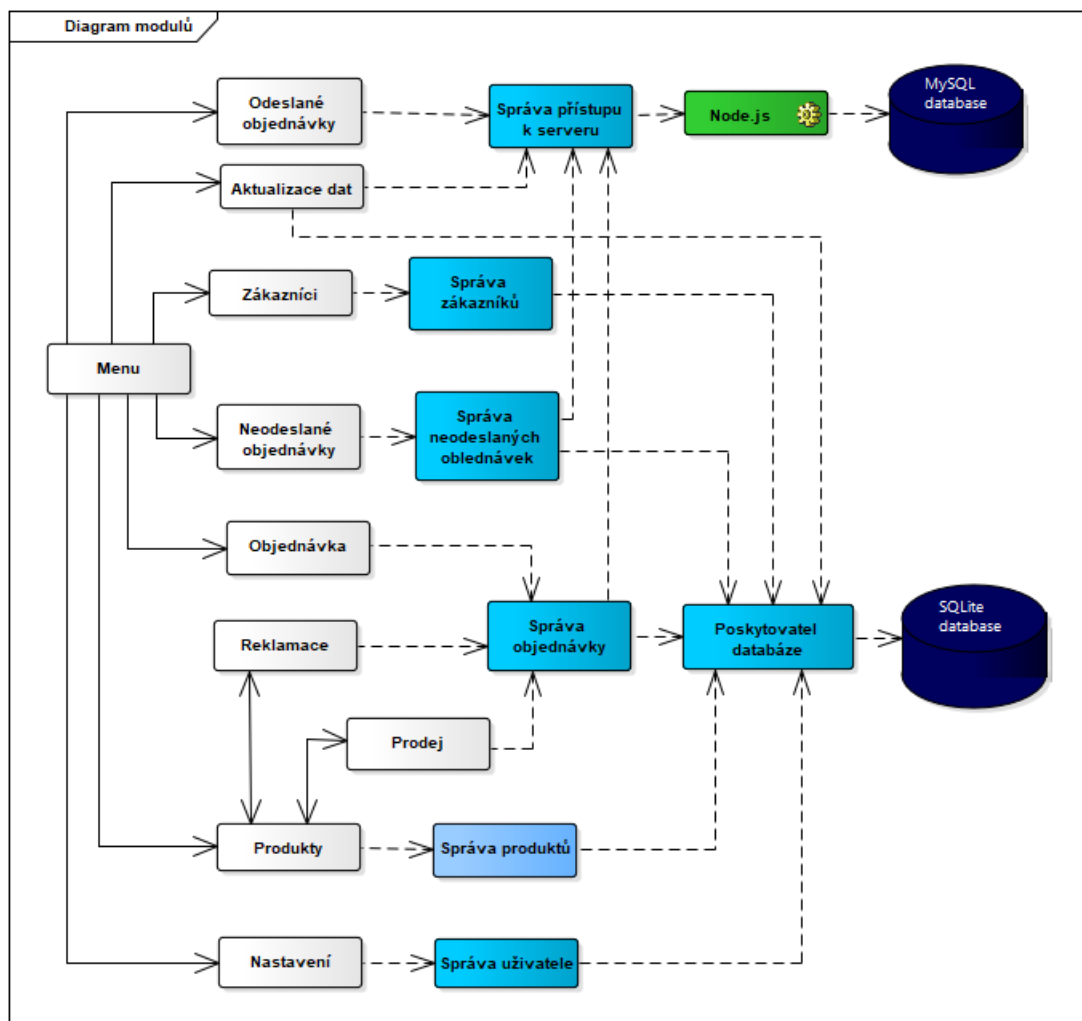 Diagram modulů
Odeslané
objednávky
Správa přístupu
k serveru
Node.js
MySQL
database
Aktualizace dat
Zákazníci
Správa
zákazníků
Menu
Neodeslané
objednávky
Správa
neodeslaných
oblednávek
Objednávka
Reklamace
Správa
objednávky
Poskytovatel
databáze
SQLite
database
Prodej
Produkty
Správa produktů
Nastavení
Správa uživatele